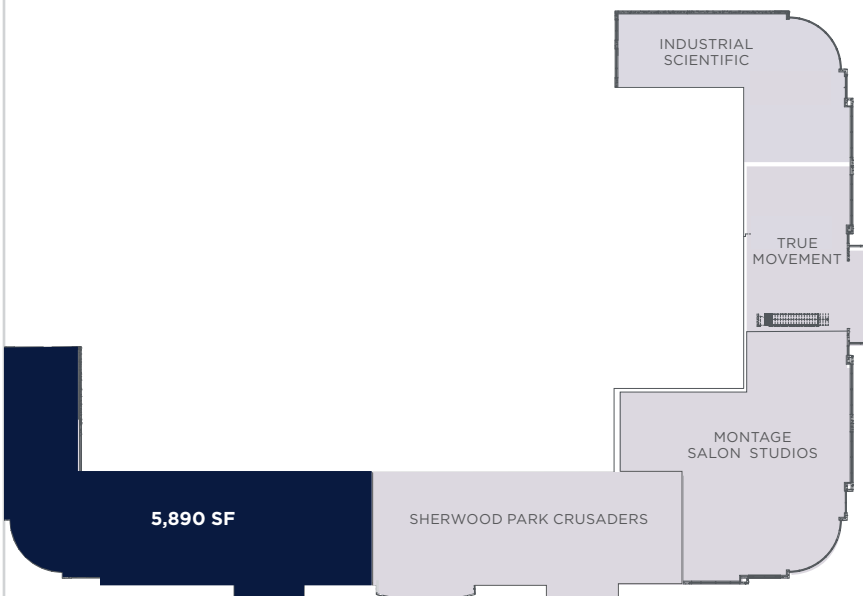 INDUSTRIAL
SCIENTIFIC
TRUE
MOVEMENT
MONTAGE
SALON STUDIOS
5,890 SF
SHERWOOD PARK CRUSADERS